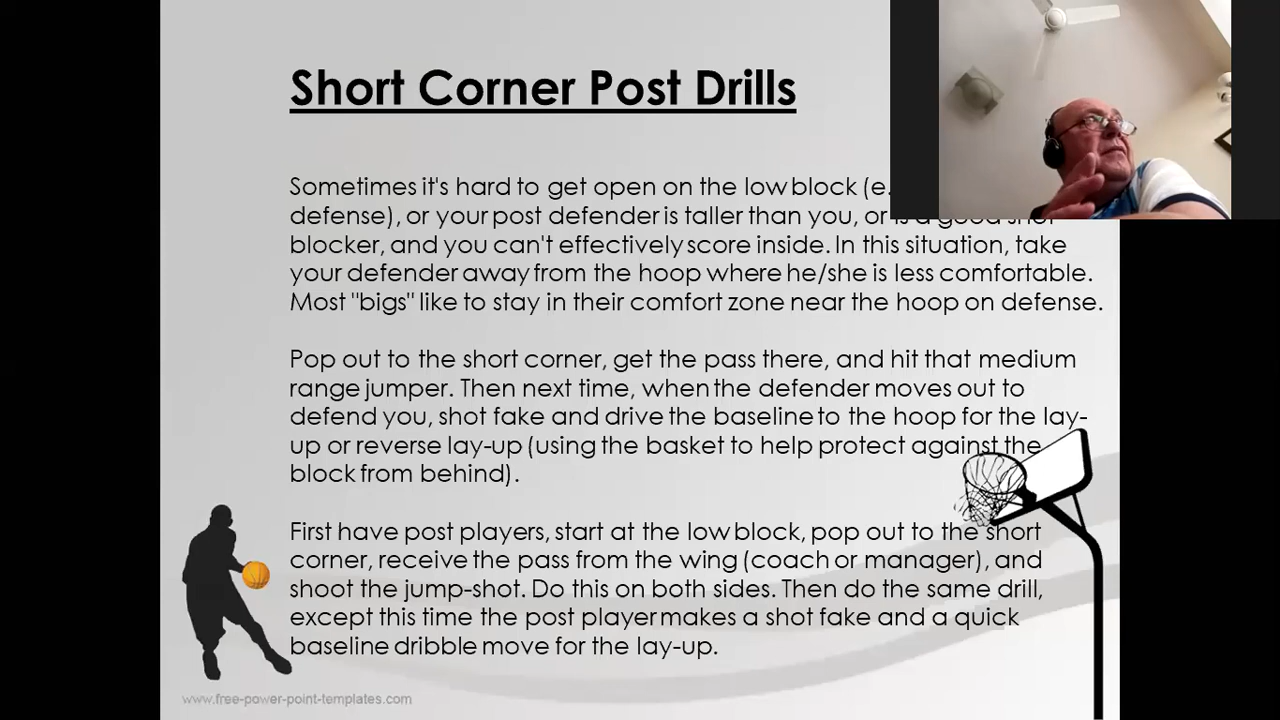 Short Corner Post Drills
Sometimes it's hard to get open on the low block (e.
defense), or your post defender is taller than you, or is a good shot
blocker, and you can't effectively score inside. In this situation, take
your defender away from the hoop where he/she is less comfortable.
Most "bigs" like to stay in their comfort zone near the hoop on defense.
Pop out to the short corner, get the pass there, and hit that medium
range jumper. Then next time, when the defender moves out to
defend you, shot fake and drive the baseline to the hoop for the lay-
up or reverse lay-up (using the basket to help protect against the
block from behind).
First have post players, start at the low block, pop out to the short
corner, receive the pass from the wing (coach or manager), and
shoot the jump-shot. Do this on both sides. Then do the same drill,
except this time the post player makes a shot fake and a quick
baseline dribble move for the lay-up.
www.free-power-point-templates.com